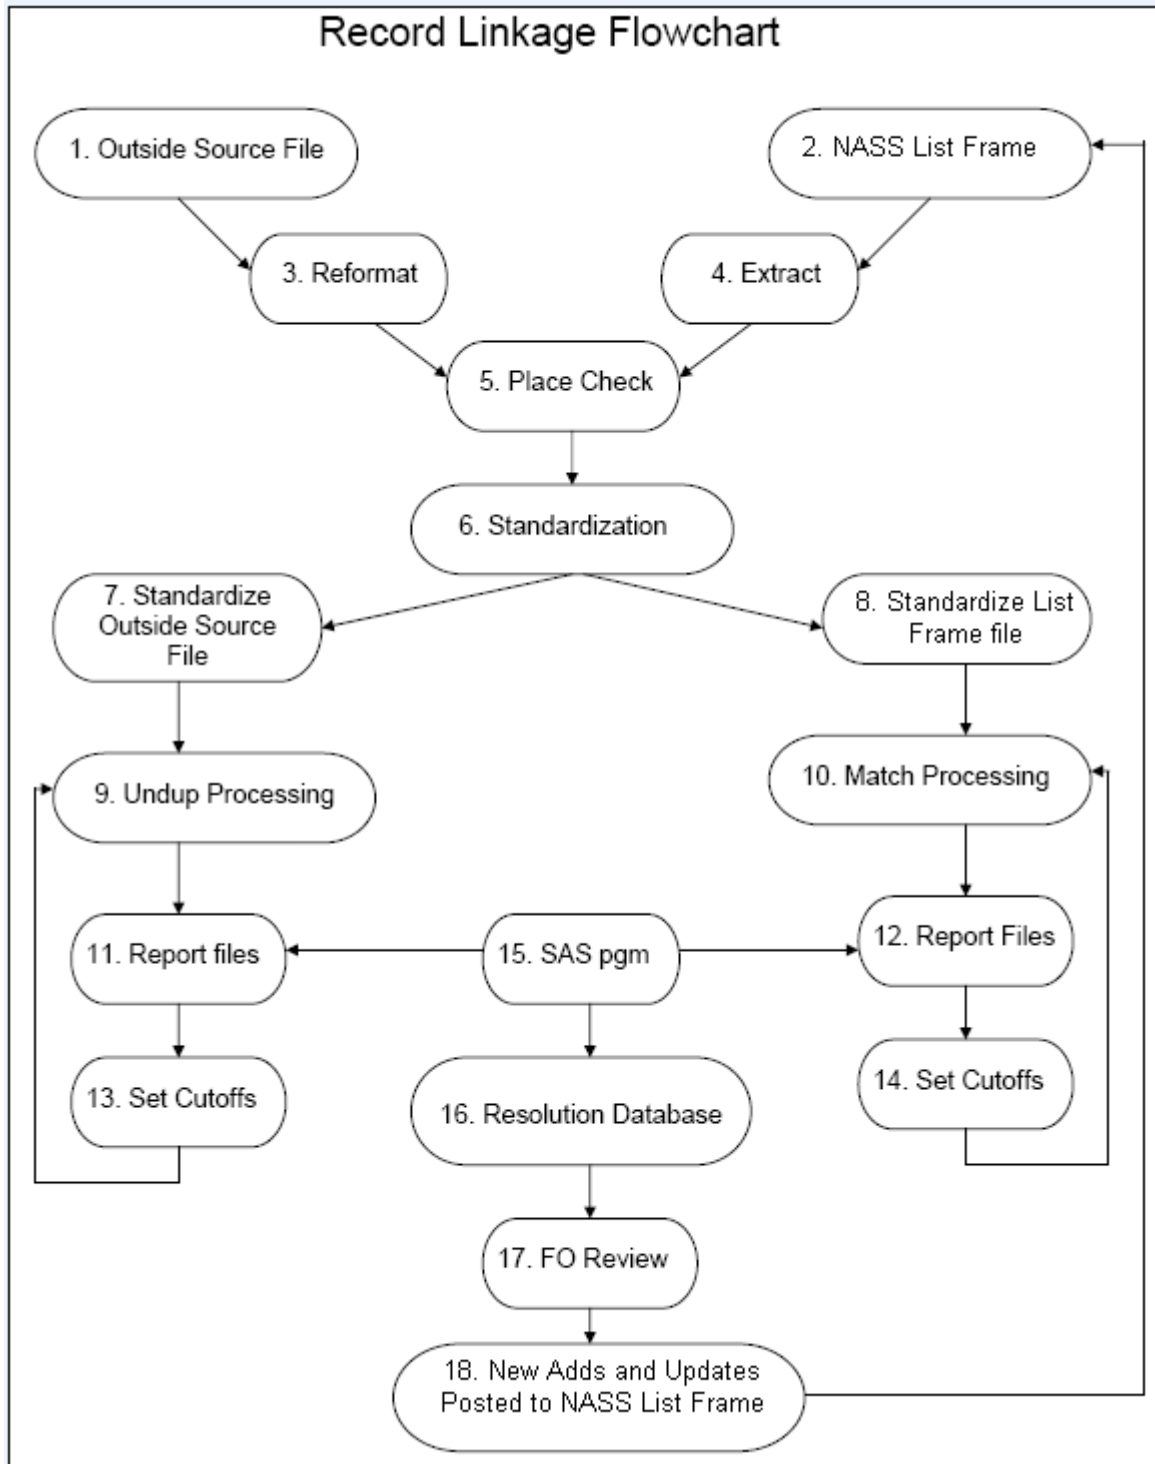 Record Linkage Flowchart
1. Outside Source File
2. NASS List Frame
3. Reformat
4. Extract
5. Place Check
6. Standardization
7. Standardize
Outside Source
File
8. Standardize List
Frame file
9. Undup Processing
10. Match Processing
11. Report files
15. SAS pgm
12. Report Files
13. Set Cutoffs
16. Resolution Database
14. Set Cutoffs
17. FO Review
18. New Adds and Updates
Posted to NASS List Frame